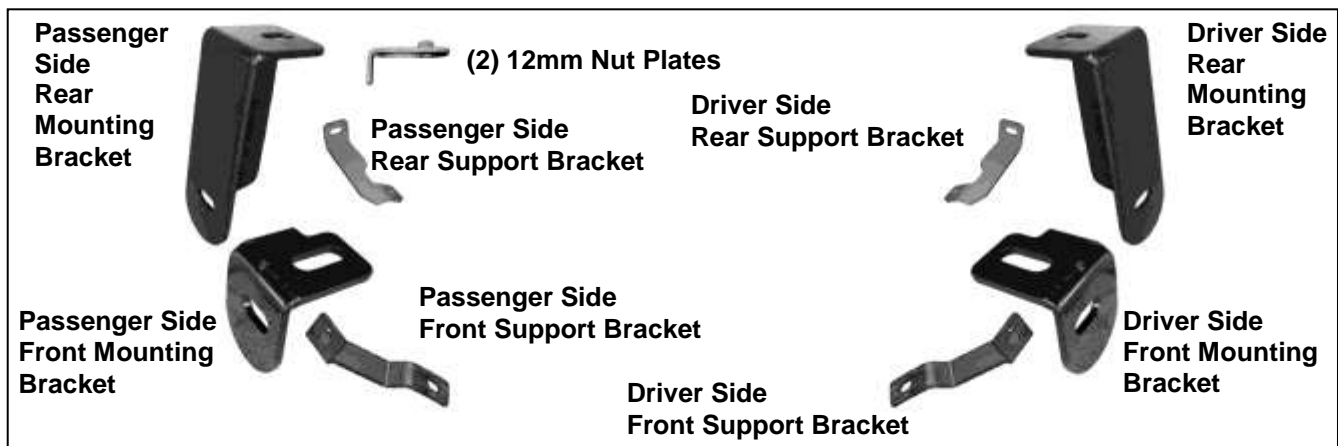 Passenger
Side
Rear
Mounting
Bracket
(2) 12mm Nut Plates
Passenger Side
Rear Support Bracket
Driver Side
Rear Support Bracket
Driver Side
Rear
Mounting
Bracket
Passenger Side
Front Mounting
Bracket
Passenger Side
Front Support Bracket
Driver Side
Front Support Bracket
Driver Side
Front Mounting
Bracket